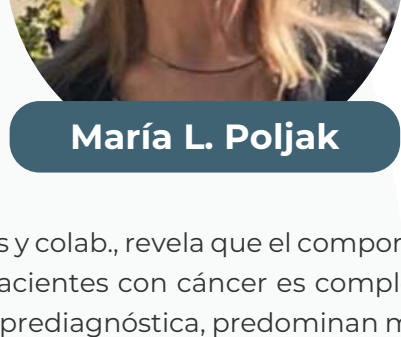 María L. Poljak
s y colab., revela que el compor
acientes con cáncer es compl
prediagnóstica, predominan m